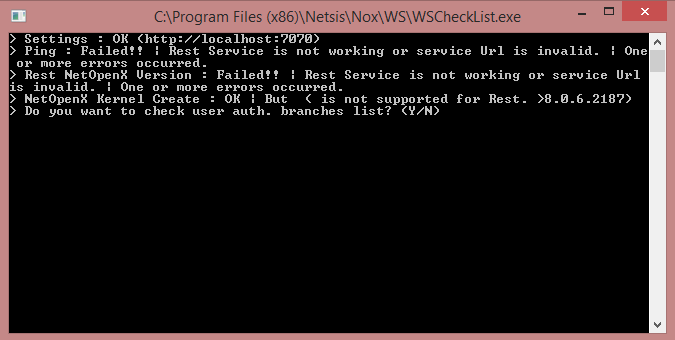 C:\Program Files (x86)\Netsis\Nox\WS\WSCheckList.exe
> Settings : OK (http://localhost:7070)
> Ping : Failed!! ¦ Rest Service is not working or service Url is invalid. ¦ One
 or more errors occurred.
> Rest NetOpenX Version : Failed!! ¦ Rest Service is not working or service Url
is invalid. ¦ One or more errors occurred.
> NetOpenX Kernel Create : OK ¦ But  ( is not supported for Rest. >8.0.6.2187)
> Do you want to check user auth. branches list? (Y/N)